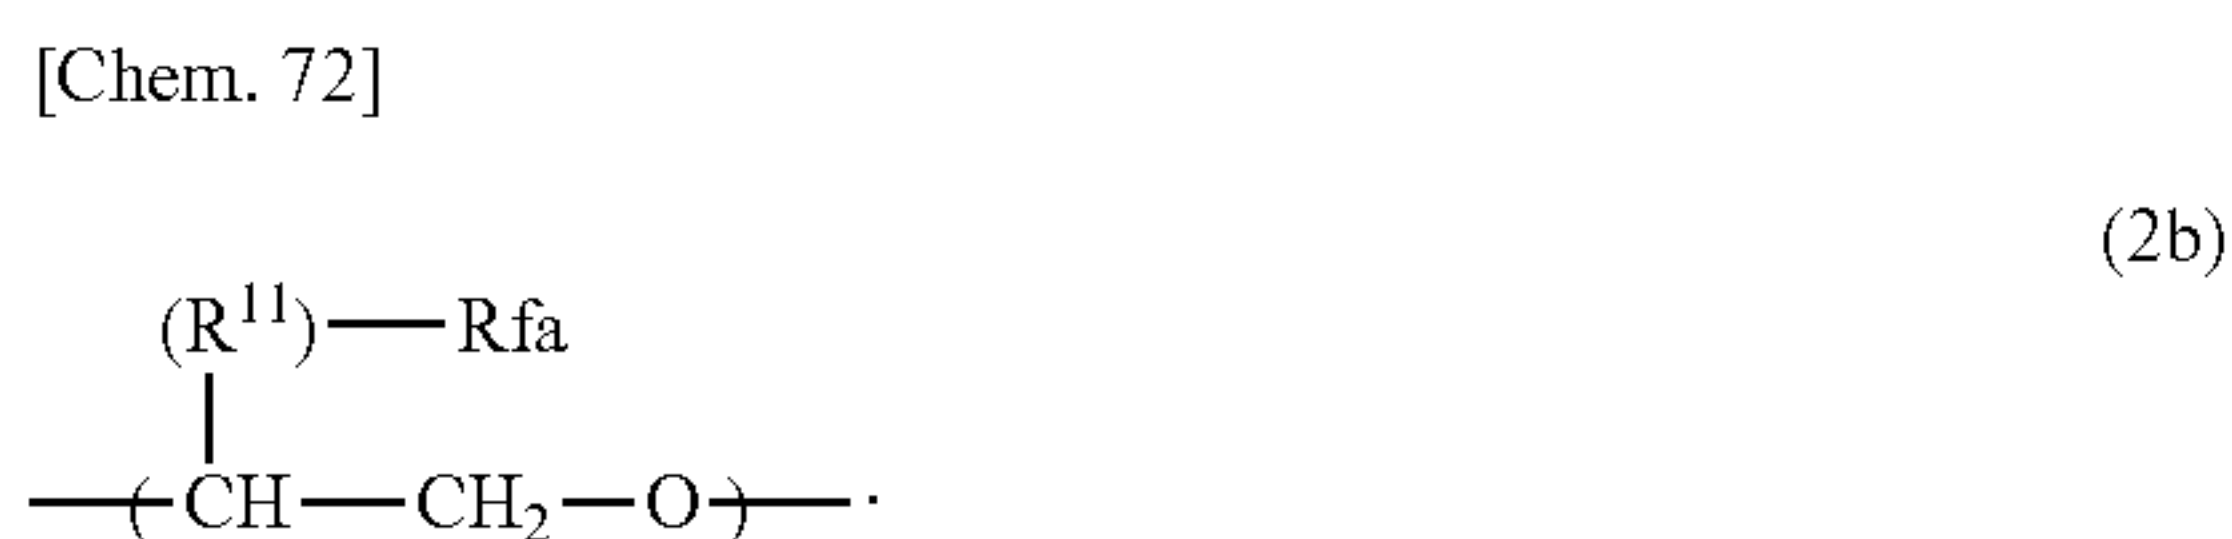 [Chem. 72]
(2b)
(R¹¹)—Rfa
—(CH—CH₂—O)—.